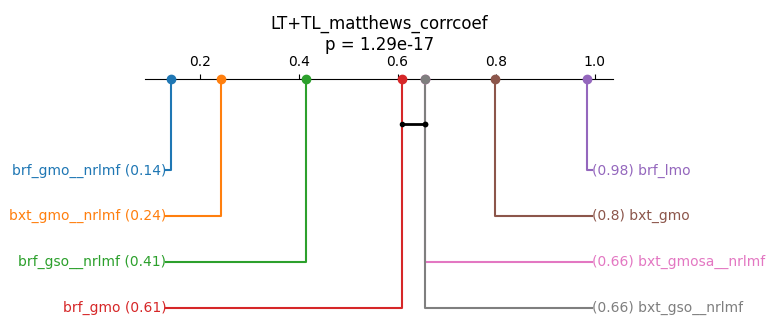 LT+TL_matthews_corrcoef
p = 1.29e-17
0.2 0.4 0.6 0.8 1.0
brf_gmo__nrlmf (0.14) (0.98) brf_lmo
bxt_gmo__nrlmf (0.24) (0.8) bxt_gmo
brf_gso__nrlmf (0.41) (0.66) bxt_gmosa__nrlmf
brf_gmo (0.61) (0.66) bxt_gso__nrlmf